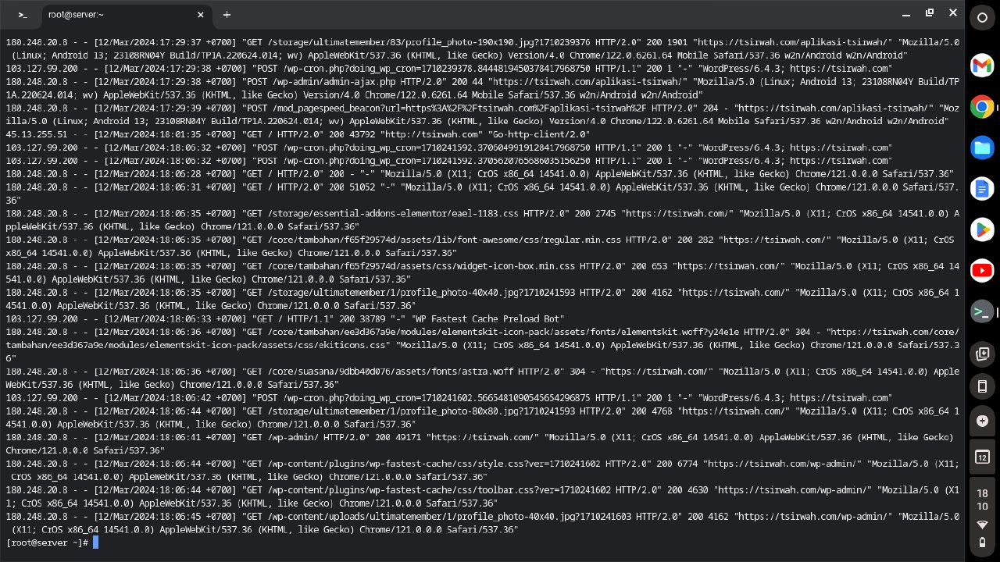 root@server:~
180.248.20.8 - - [12/Mar/2024:17:29:37 +0700] "GET /storage/ultimatemember/83/profile_photo-190x190.jpg?1710239376 HTTP/2.0" 200 1901 "https://tsirwah.com/aplikasi-tsirwah/" "Mozilla/5.0
(Linux; Android 13; 23108RN04Y Build/TP1A.220624.014; wv) AppleWebKit/537.36 (KHTML, like Gecko) Version/4.0 Chrome/122.0.6261.64 Mobile Safari/537.36 w2n/Android w2n/Android"
103.127.99.200 - - [12/Mar/2024:17:29:38 +0700] "POST /wp-cron.php?doing_wp_cron=1710239378.8444819450378417968750 HTTP/1.1" 200 1 "-" "WordPress/6.4.3; https://tsirwah.com"
180.248.20.8 - - [12/Mar/2024:17:29:38 +0700] "POST /wp-admin/admin-ajax.php HTTP/2.0" 200 44 "https://tsirwah.com/aplikasi-tsirwah/" "Mozilla/5.0 (Linux; Android 13; 23108RN04Y Build/TP
1A.220624.014; wv) AppleWebKit/537.36 (KHTML, like Gecko) Version/4.0 Chrome/122.0.6261.64 Mobile Safari/537.36 w2n/Android w2n/Android"
180.248.20.8 - - [12/Mar/2024:17:29:39 +0700] "POST /mod_pagespeed_beacon?url=https%3A%2F%2Ftsirwah.com%2Faplikasi-tsirwah%2F HTTP/2.0" 204 - "https://tsirwah.com/aplikasi-tsirwah/" "Moz
illa/5.0 (Linux; Android 13; 23108RN04Y Build/TP1A.220624.014; wv) AppleWebKit/537.36 (KHTML, like Gecko) Version/4.0 Chrome/122.0.6261.64 Mobile Safari/537.36 w2n/Android w2n/Android"
45.13.255.51 - - [12/Mar/2024:18:01:35 +0700] "GET / HTTP/2.0" 200 43792 "http://tsirwah.com" "Go-http-client/2.0"
103.127.99.200 - - [12/Mar/2024:18:06:32 +0700] "POST /wp-cron.php?doing_wp_cron=1710241592.3706049919128417968750 HTTP/1.1" 200 1 "-" "WordPress/6.4.3; https://tsirwah.com"
103.127.99.200 - - [12/Mar/2024:18:06:32 +0700] "POST /wp-cron.php?doing_wp_cron=1710241592.3705620765686035156250 HTTP/1.1" 200 1 "-" "WordPress/6.4.3; https://tsirwah.com"
180.248.20.8 - - [12/Mar/2024:18:06:28 +0700] "GET / HTTP/2.0" 200 - "-" "Mozilla/5.0 (X11; CrOS x86_64 14541.0.0) AppleWebKit/537.36 (KHTML, like Gecko) Chrome/121.0.0.0 Safari/537.36"
180.248.20.8 - - [12/Mar/2024:18:06:31 +0700] "GET / HTTP/2.0" 200 51052 "-" "Mozilla/5.0 (X11; CrOS x86_64 14541.0.0) AppleWebKit/537.36 (KHTML, like Gecko) Chrome/121.0.0.0 Safari/537.
36"
180.248.20.8 - - [12/Mar/2024:18:06:35 +0700] "GET /storage/essential-addons-elementor/eael-1183.css HTTP/2.0" 200 2745 "https://tsirwah.com/" "Mozilla/5.0 (X11; CrOS x86_64 14541.0.0) A
ppleWebKit/537.36 (KHTML, like Gecko) Chrome/121.0.0.0 Safari/537.36"
180.248.20.8 - - [12/Mar/2024:18:06:35 +0700] "GET /core/tambahan/f65f29574d/assets/lib/font-awesome/css/regular.min.css HTTP/2.0" 200 282 "https://tsirwah.com/" "Mozilla/5.0 (X11; CrOS
x86_64 14541.0.0) AppleWebKit/537.36 (KHTML, like Gecko) Chrome/121.0.0.0 Safari/537.36"
180.248.20.8 - - [12/Mar/2024:18:06:35 +0700] "GET /core/tambahan/f65f29574d/assets/css/widget-icon-box.min.css HTTP/2.0" 200 653 "https://tsirwah.com/" "Mozilla/5.0 (X11; CrOS x86_64 14
541.0.0) AppleWebKit/537.36 (KHTML, like Gecko) Chrome/121.0.0.0 Safari/537.36"
180.248.20.8 - - [12/Mar/2024:18:06:35 +0700] "GET /storage/ultimatemember/1/profile_photo-40x40.jpg?1710241593 HTTP/2.0" 200 4162 "https://tsirwah.com/" "Mozilla/5.0 (X11; CrOS x86_64 1
4541.0.0) AppleWebKit/537.36 (KHTML, like Gecko) Chrome/121.0.0.0 Safari/537.36"
103.127.99.200 - - [12/Mar/2024:18:06:33 +0700] "GET / HTTP/1.1" 200 38789 "-" "WP Fastest Cache Preload Bot"
180.248.20.8 - - [12/Mar/2024:18:06:36 +0700] "GET /core/tambahan/ee3d367a9e/modules/elementskit-icon-pack/assets/fonts/elementskit.woff?y24e1e HTTP/2.0" 304 - "https://tsirwah.com/core/
tambahan/ee3d367a9e/modules/elementskit-icon-pack/assets/css/ekiticons.css" "Mozilla/5.0 (X11; CrOS x86_64 14541.0.0) AppleWebKit/537.36 (KHTML, like Gecko) Chrome/121.0.0.0 Safari/537.3
6"
180.248.20.8 - - [12/Mar/2024:18:06:36 +0700] "GET /core/suasana/9dbb40d076/assets/fonts/astra.woff HTTP/2.0" 304 - "https://tsirwah.com/" "Mozilla/5.0 (X11; CrOS x86_64 14541.0.0) Apple
WebKit/537.36 (KHTML, like Gecko) Chrome/121.0.0.0 Safari/537.36"
103.127.99.200 - - [12/Mar/2024:18:06:42 +0700] "POST /wp-cron.php?doing_wp_cron=1710241602.5665481090545654296875 HTTP/1.1" 200 1 "-" "WordPress/6.4.3; https://tsirwah.com"
180.248.20.8 - - [12/Mar/2024:18:06:44 +0700] "GET /storage/ultimatemember/1/profile_photo-80x80.jpg?1710241593 HTTP/2.0" 200 4768 "https://tsirwah.com/" "Mozilla/5.0 (X11; CrOS x86_64 1
4541.0.0) AppleWebKit/537.36 (KHTML, like Gecko) Chrome/121.0.0.0 Safari/537.36"
180.248.20.8 - - [12/Mar/2024:18:06:41 +0700] "GET /wp-admin/ HTTP/2.0" 200 49171 "https://tsirwah.com/" "Mozilla/5.0 (X11; CrOS x86_64 14541.0.0) AppleWebKit/537.36 (KHTML, like Gecko)
Chrome/121.0.0.0 Safari/537.36"
180.248.20.8 - - [12/Mar/2024:18:06:44 +0700] "GET /wp-content/plugins/wp-fastest-cache/css/style.css?ver=1710241602 HTTP/2.0" 200 6774 "https://tsirwah.com/wp-admin/" "Mozilla/5.0 (X11;
CrOS x86_64 14541.0.0) AppleWebKit/537.36 (KHTML, like Gecko) Chrome/121.0.0.0 Safari/537.36"
180.248.20.8 - - [12/Mar/2024:18:06:44 +0700] "GET /wp-content/plugins/wp-fastest-cache/css/toolbar.css?ver=1710241602 HTTP/2.0" 200 4630 "https://tsirwah.com/wp-admin/" "Mozilla/5.0 (X1
1; CrOS x86_64 14541.0.0) AppleWebKit/537.36 (KHTML, like Gecko) Chrome/121.0.0.0 Safari/537.36"
180.248.20.8 - - [12/Mar/2024:18:06:45 +0700] "GET /wp-content/uploads/ultimatemember/1/profile_photo-40x40.jpg?1710241603 HTTP/2.0" 200 4162 "https://tsirwah.com/wp-admin/" "Mozilla/5.0
(X11; CrOS x86_64 14541.0.0) AppleWebKit/537.36 (KHTML, like Gecko) Chrome/121.0.0.0 Safari/537.36"
[root@server ~]#
12
18
10